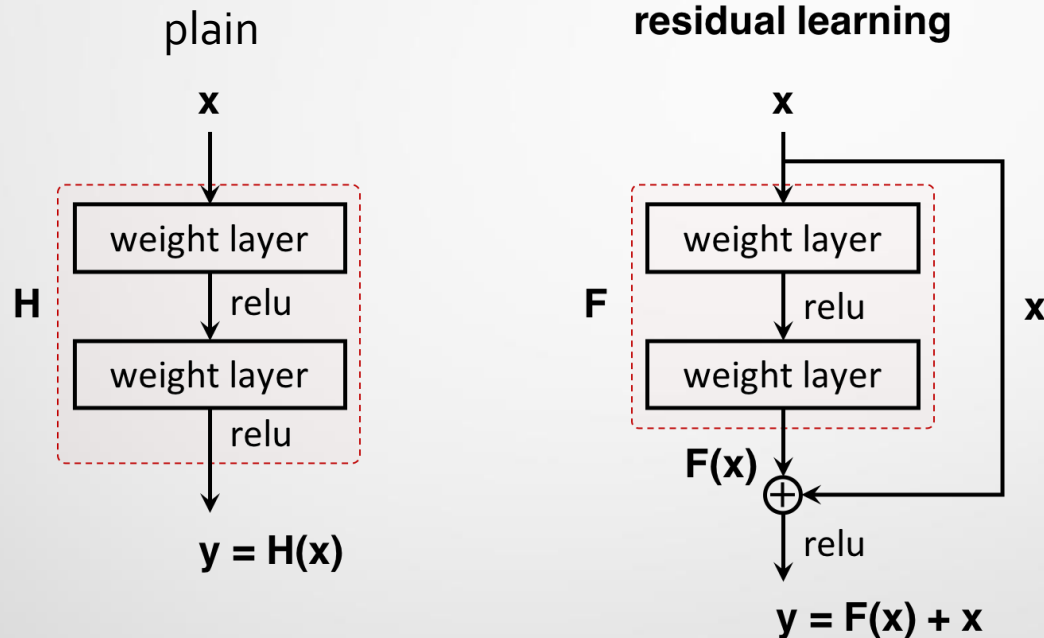 plain
x
weight layer
H
relu
weight layer
relu
y = H(x)
residual learning
x
weight layer
F
relu
x
weight layer
F(x)
+
relu
y = F(x) + x